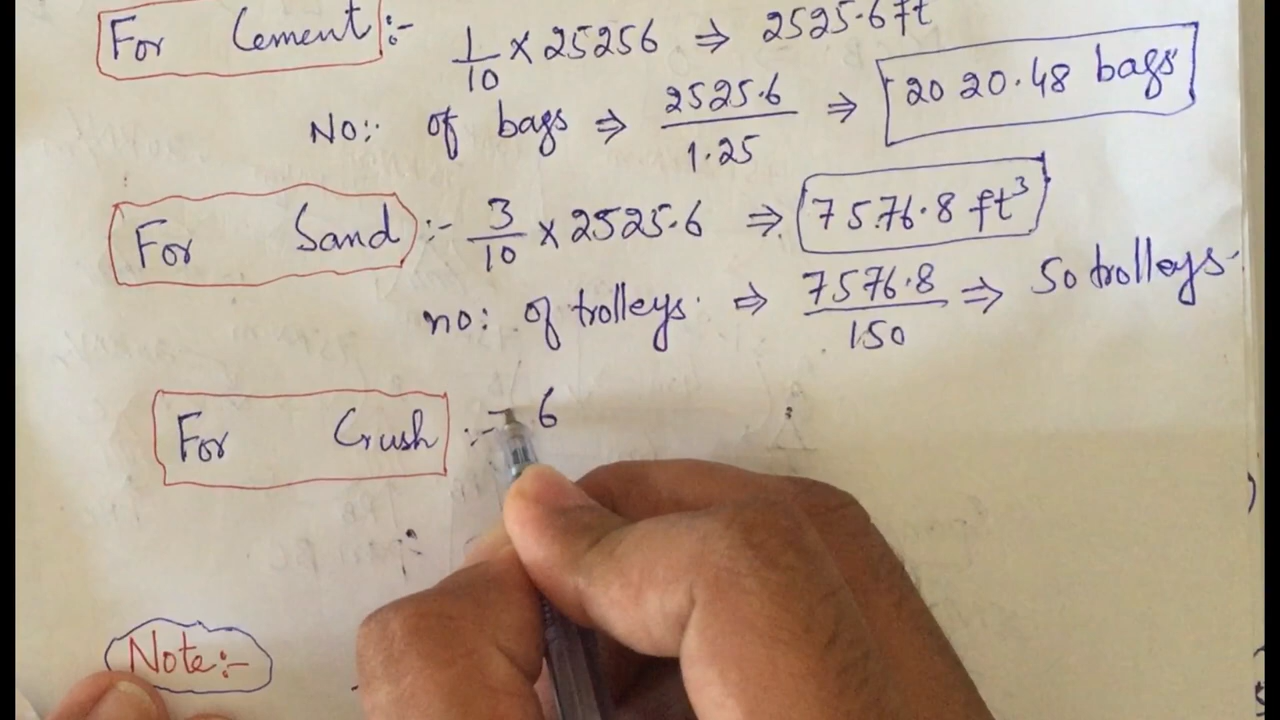 For Cement :- 1/10 × 25256 ⇒ 2525.6 ft
No:. of bags ⇒ 2525.6/1.25 ⇒ 2020.48 bags
For Sand :- 3/10 × 2525.6 ⇒ 7576.8 ft³
no: of trolleys. ⇒ 7576.8/150 ⇒ 50 trolleys.
For Crush :- 6
Note:-